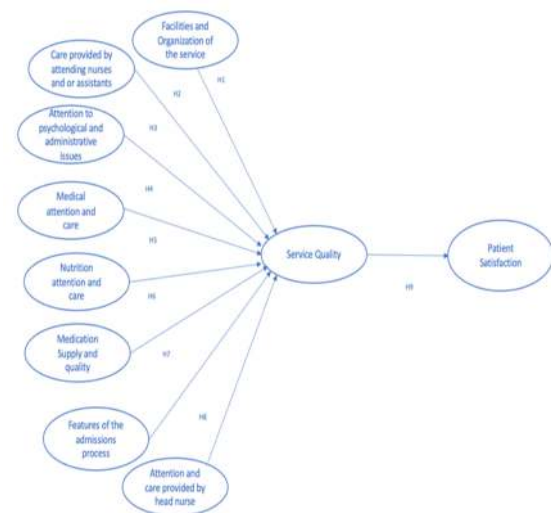 Facilities and
Organization of
the service
Care provided by
attending nurses
and or assistants
H2
H1
Attention to
psychological and
administrative
issues
H3
Medical
attention and
care
H4
H5
Service Quality
Patient
Satisfaction
H9
Nutrition
attention and
care
H6
Medication
Supply and
quality
H7
Features of the
admissions
process
H8
Attention and
care provided by
head nurse